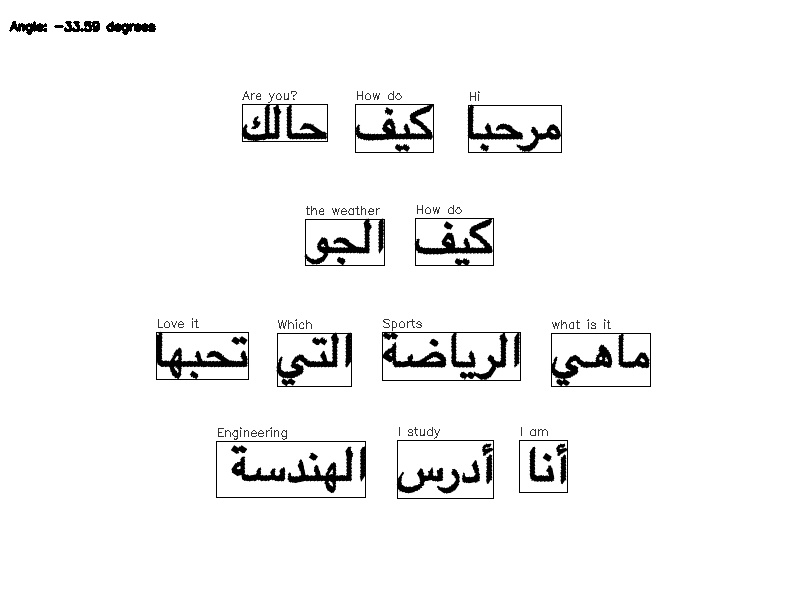 Angle: -33.59 degrees
Hi How do Are you?
مرحبا كيف حالك
How do the weather
كيف الجو
what is it Sports Which Love it
ماهي الرياضة التي تحبها
I am I study Engineering
أنا أدرس الهندسة